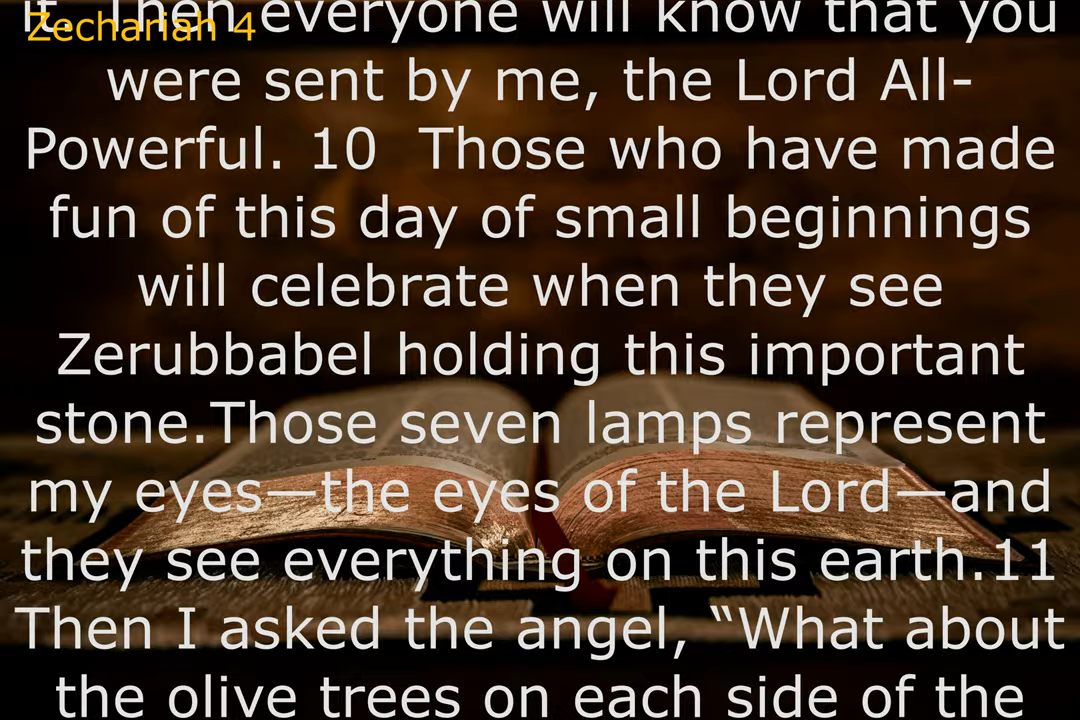 Zechariah 4
it. Then everyone will know that you
were sent by me, the Lord All-
Powerful. 10  Those who have made
fun of this day of small beginnings
will celebrate when they see
Zerubbabel holding this important
stone.Those seven lamps represent
my eyes—the eyes of the Lord—and
they see everything on this earth.11
Then I asked the angel, “What about
the olive trees on each side of the